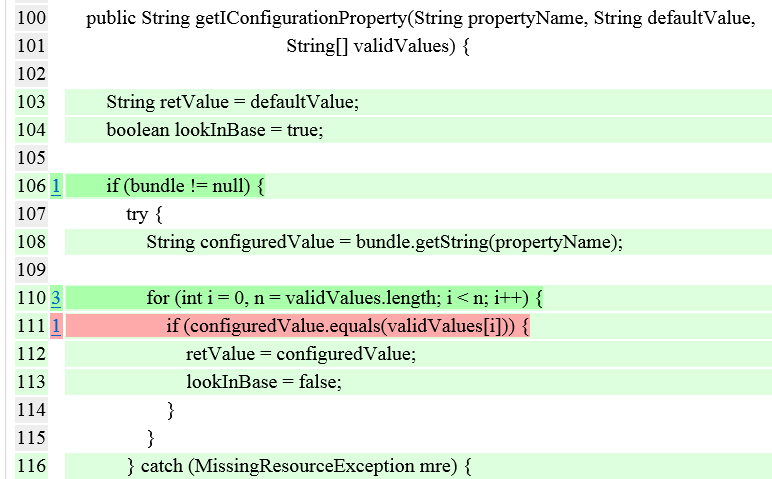 100 public String getIConfigurationProperty(String propertyName, String defaultValue,
101 String[] validValues) {
102
103 String retValue = defaultValue;
104 boolean lookInBase = true;
105
106 1 if (bundle != null) {
107 try {
108 String configuredValue = bundle.getString(propertyName);
109
110 3 for (int i = 0, n = validValues.length; i < n; i++) {
111 1 if (configuredValue.equals(validValues[i])) {
112 retValue = configuredValue;
113 lookInBase = false;
114 }
115 }
116 } catch (MissingResourceException mre) {